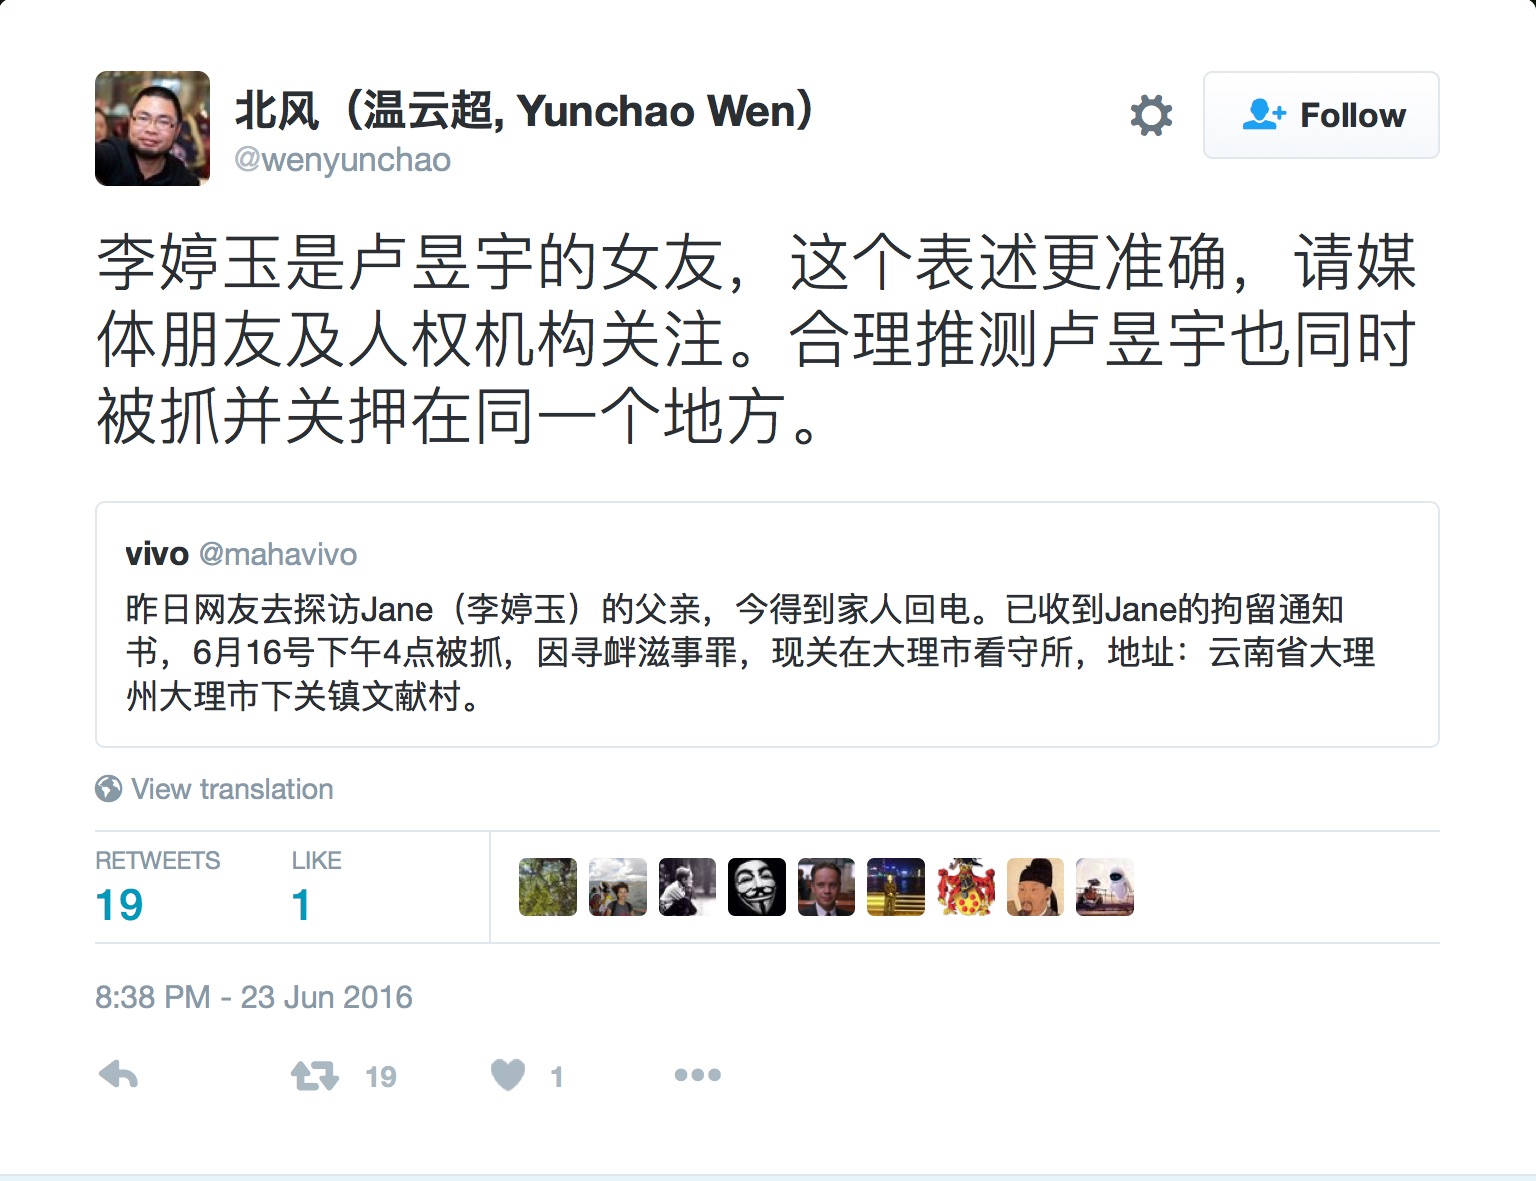 北风（温云超, Yunchao Wen）
@wenyunchao
Follow
李婷玉是卢昱宇的女友，这个表述更准确，请媒
体朋友及人权机构关注。合理推测卢昱宇也同时
被抓并关押在同一个地方。
vivo @mahavivo
昨日网友去探访Jane（李婷玉）的父亲，今得到家人回电。已收到Jane的拘留通知
书，6月16号下午4点被抓，因寻衅滋事罪，现关在大理市看守所，地址：云南省大理
州大理市下关镇文献村。
View translation
RETWEETS
19
LIKE
1
8:38 PM - 23 Jun 2016
19
1